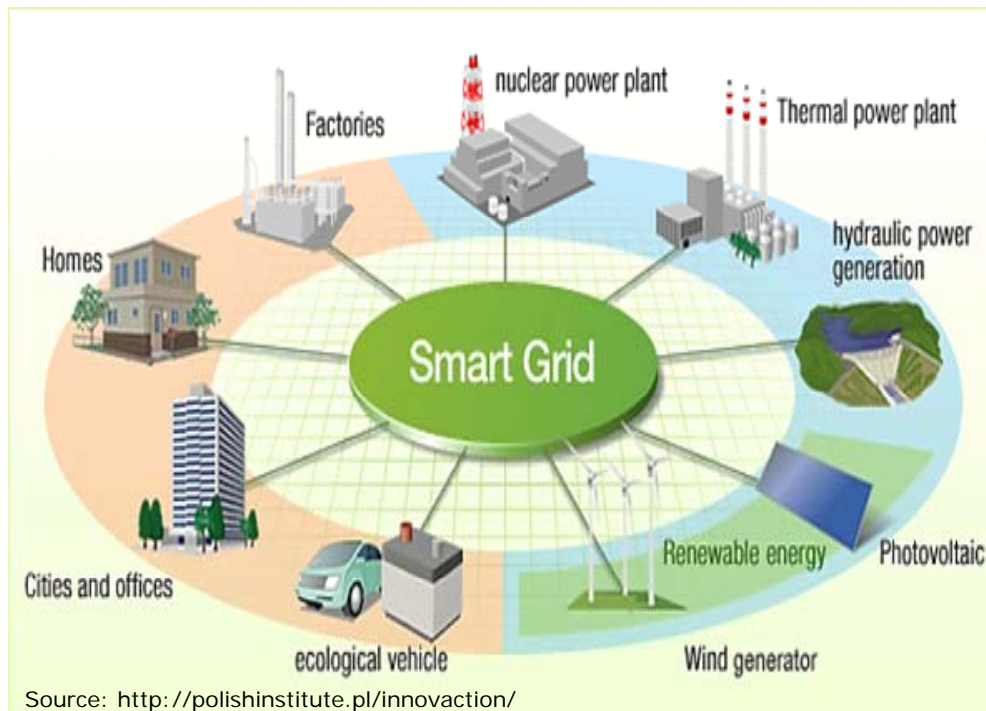 nuclear power plant
Factories
Thermal power plant
Homes
hydraulic power
generation
Smart Grid
Renewable energy
Photovoltaic
Cities and offices
ecological vehicle
Wind generator
Source: http://polishinstitute.pl/innovaction/